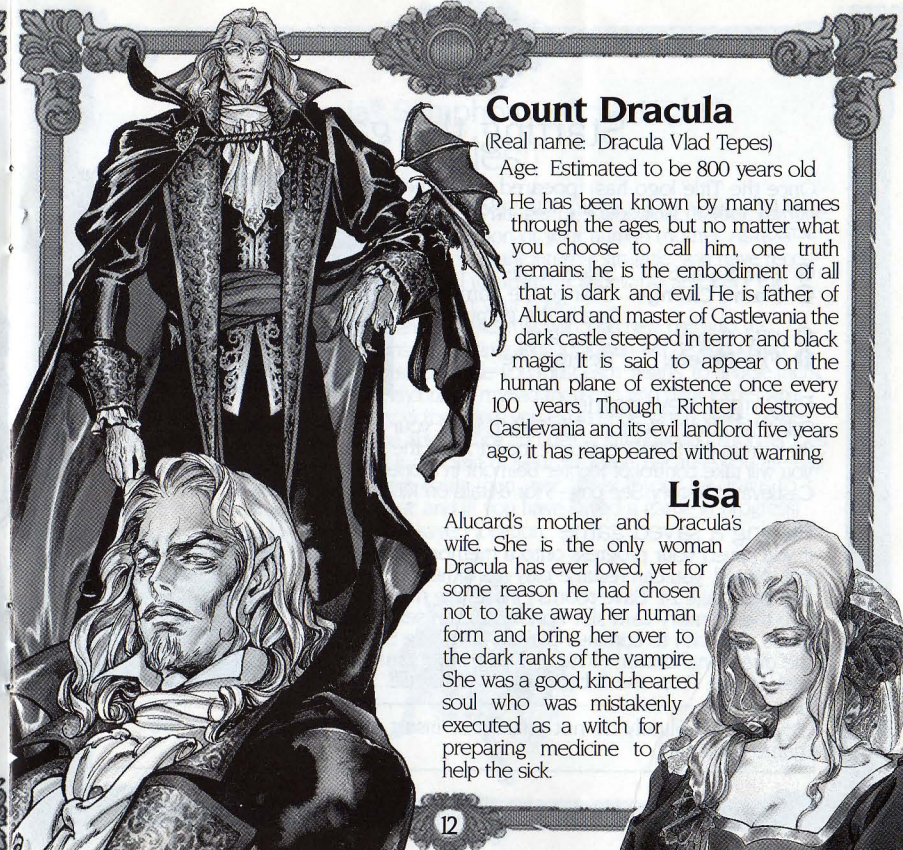 Count Dracula
(Real name: Dracula Vlad Tepes)
Age: Estimated to be 800 years old
He has been known by many names
through the ages, but no matter what
you choose to call him, one truth
remains: he is the embodiment of all
that is dark and evil. He is father of
Alucard and master of Castlevania the
dark castle steeped in terror and black
magic. It is said to appear on the
human plane of existence once every
100 years. Though Richter destroyed
Castlevania and its evil landlord five years
ago, it has reappeared without warning.
Lisa
Alucard's mother and Dracula's
wife. She is the only woman
Dracula has ever loved, yet for
some reason he had chosen
not to take away her human
form and bring her over to
the dark ranks of the vampire.
She was a good, kind-hearted
soul who was mistakenly
executed as a witch for
preparing medicine to
help the sick.
12